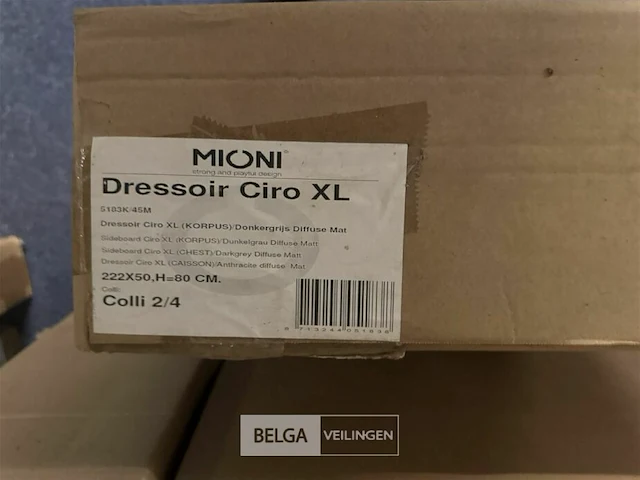 MIONI
strong and playful design
Dressoir Ciro XL
5103K/45M
Dressoir Ciro XL (KORPUS)/Donkergrijs Diffuse Mat
Sideboard Ciro XL (KORPUS)/Dunkelgrau Diffuse Matt
Sideboard Ciro XL (CHEST)/Darkgrey Diffuse Matt
Dressoir Ciro XL (CAISSON)/Anthracite diffuse Mat
222X50,H=80 CM.
Colli:
Colli 2/4
BELGA VEILINGEN